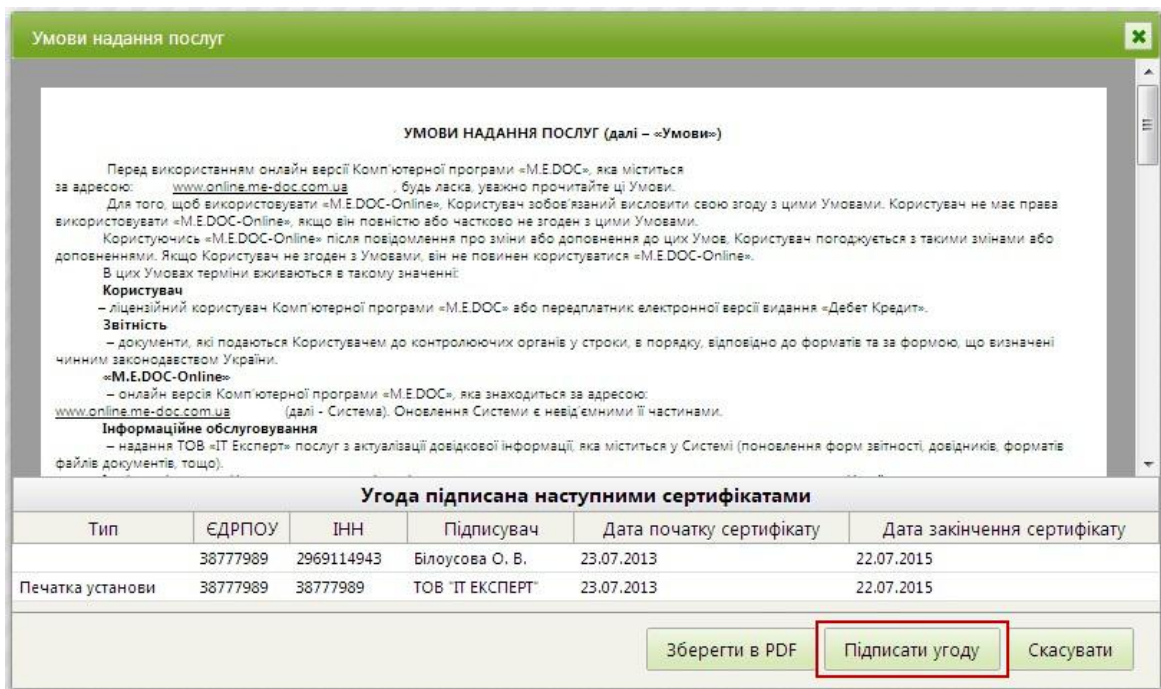 Умови надання послуг
УМОВИ НАДАННЯ ПОСЛУГ (далі – «Умови»)
Перед використанням онлайн версії Комп'ютерної програми «M.E.DOC», яка міститься
за адресою: www.online.me-doc.com.ua , будь ласка, уважно прочитайте ці Умови.
Для того, щоб використовувати «M.E.DOC-Online», Користувач зобов'язаний висловити свою згоду з цими Умовами. Користувач не має права
використовувати «M.E.DOC-Online», якщо він повністю або частково не згоден з цими Умовами.
Користуючись «M.E.DOC-Online» після повідомлення про зміни або доповнення до цих Умов, Користувач погоджується з такими змінами або
доповненнями. Якщо Користувач не згоден з Умовами, він не повинен користуватися «M.E.DOC-Online».
В цих Умовах терміни вживаються в такому значенні:
Користувач
– ліцензійний користувач Комп'ютерної програми «M.E.DOC» або передплатник електронної версії видання «Дебет Кредит».
Звітність
– документи, які подаються Користувачем до контролюючих органів у строки, в порядку, відповідно до форматів та за формою, що визначені
чинним законодавством України.
«M.E.DOC-Online»
– онлайн версія Комп'ютерної програми «M.E.DOC», яка знаходиться за адресою:
www.online.me-doc.com.ua (далі - Система). Оновлення Системи є невід'ємними її частинами.
Інформаційне обслуговування
– надання ТОВ «ІТ Експерт» послуг з актуалізації довідкової інформації, яка міститься у Системі (поновлення форм звітності, довідників, форматів
файлів документів, тощо).
Угода підписана наступними сертифікатами
Тип ЄДРПОУ ІНН Підписувач Дата початку сертифікату Дата закінчення сертифікату
38777989 2969114943 Білоусова О. В. 23.07.2013 22.07.2015
Печатка установи 38777989 38777989 ТОВ "ІТ ЕКСПЕРТ" 23.07.2013 22.07.2015
Зберегти в PDF Підписати угоду Скасувати